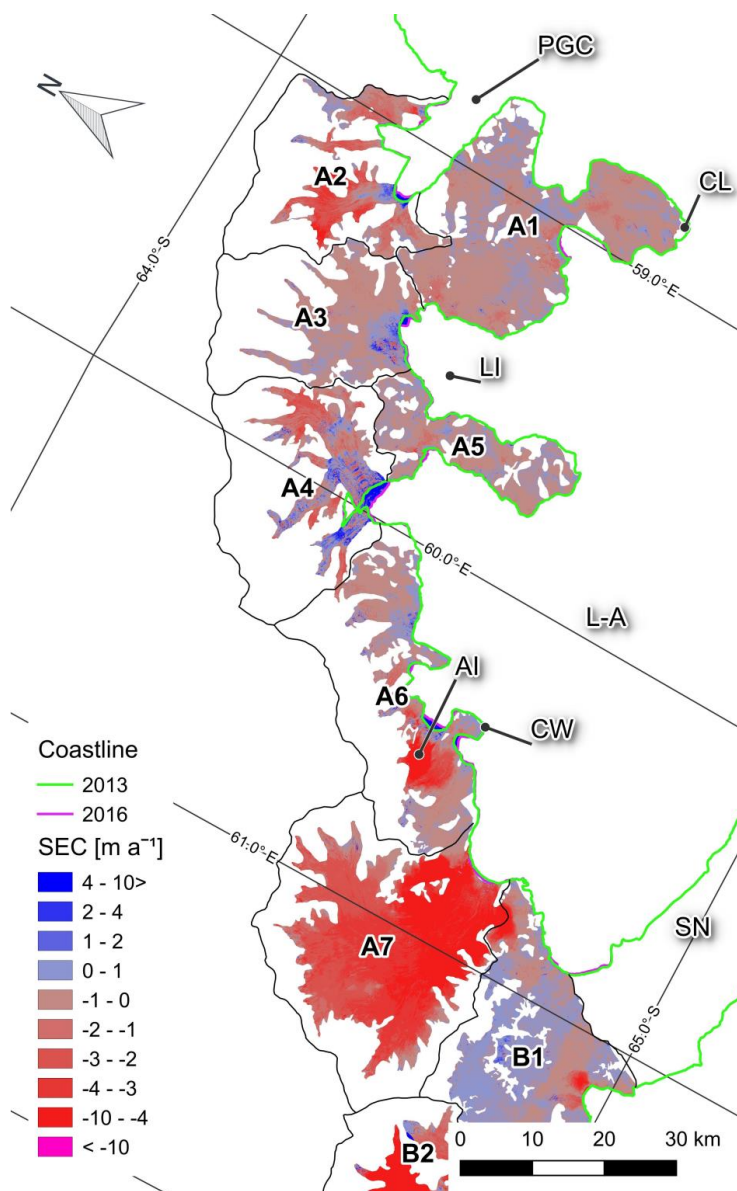 PGC
N
A2
CL
A1
64.0°-S
59.0°-E
A3
LI
A5
A4
60.0°-E
L-A
AI
A6
CW
Coastline
2013
2016
SEC [m a⁻¹]
4 - 10>
2 - 4
1 - 2
0 - 1
-1 - 0
-2 - -1
-3 - -2
-4 - -3
-10 - -4
< -10
61.0°-E
A7
SN
65.0°-S
B1
B2
0 10 20 30 km